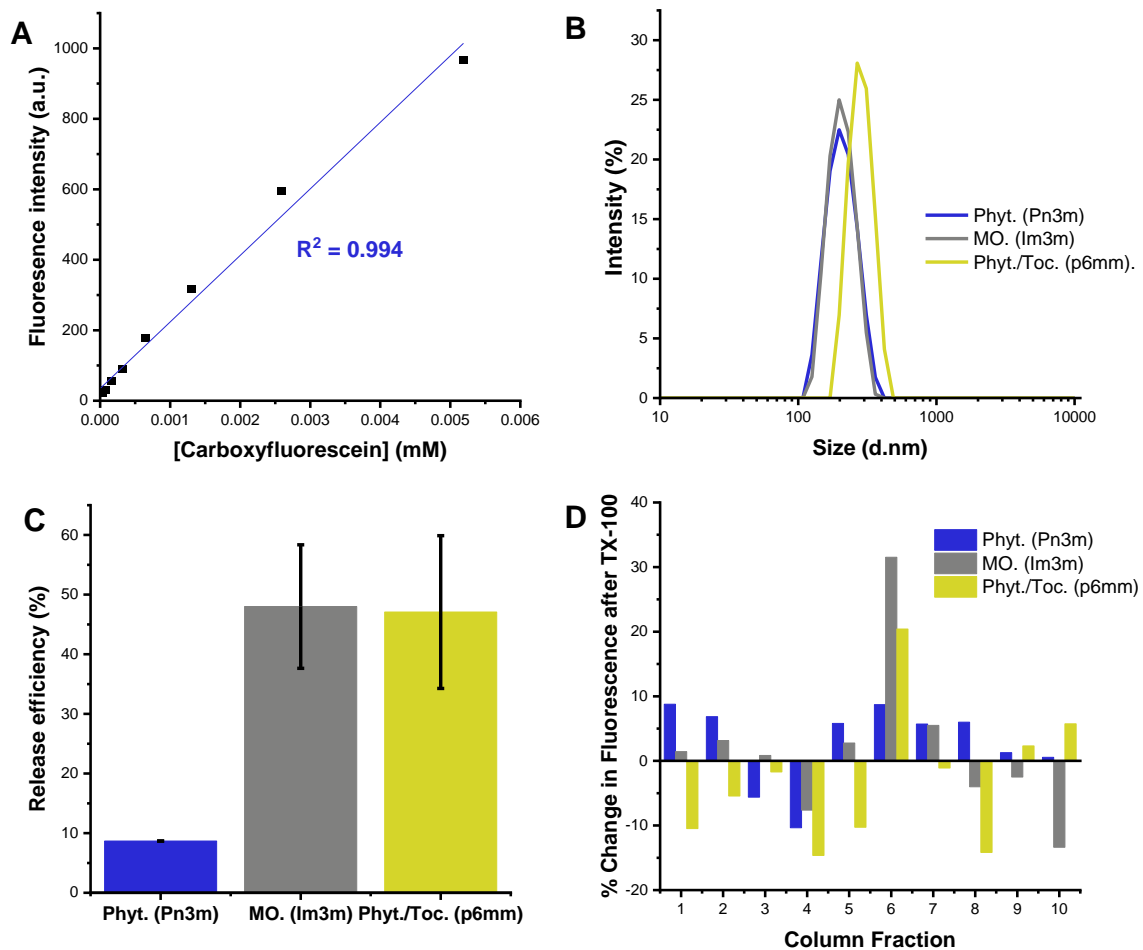 A
1000
800
600
400
200
0
R² = 0.994
0.000 0.001 0.002 0.003 0.004 0.005 0.006
[Carboxyfluorescein] (mM)
Fluoresence intensity (a.u.)
B
30
25
20
15
10
5
0
Phyt. (Pn3m)
MO. (Im3m)
Phyt./Toc. (p6mm).
10 100 1000 10000
Size (d.nm)
Intensity (%)
C
60
50
40
30
20
10
0
Phyt. (Pn3m) MO. (Im3m) Phyt./Toc. (p6mm)
Release efficiency (%)
D
40
30
20
10
0
-10
-20
Phyt. (Pn3m)
MO. (Im3m)
Phyt./Toc. (p6mm)
1 2 3 4 5 6 7 8 9 10
Column Fraction
% Change in Fluorescence after TX-100